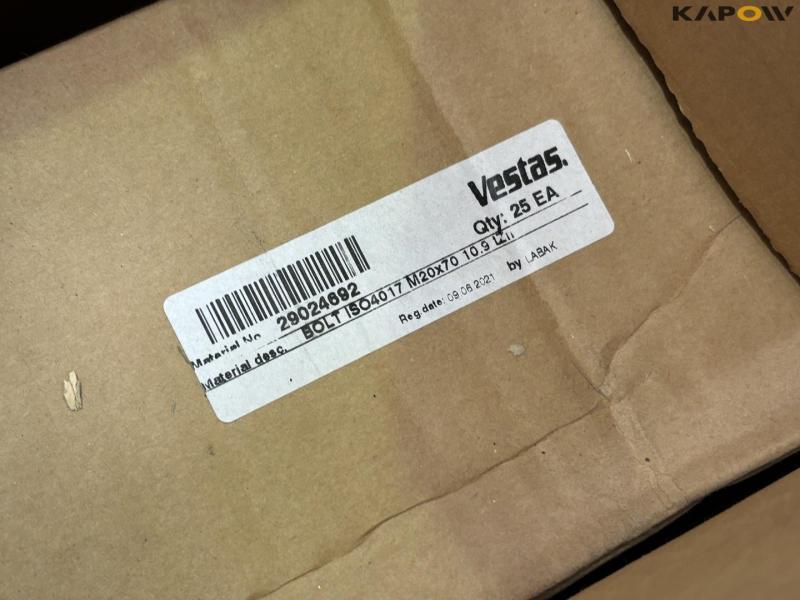 KAPOW
Vestas.
Qty: 25 EA
Material No 29024692
Material desc. BOLT ISO4017 M20x70 10.9
Reg.date: 09.06.2021 by LABAK